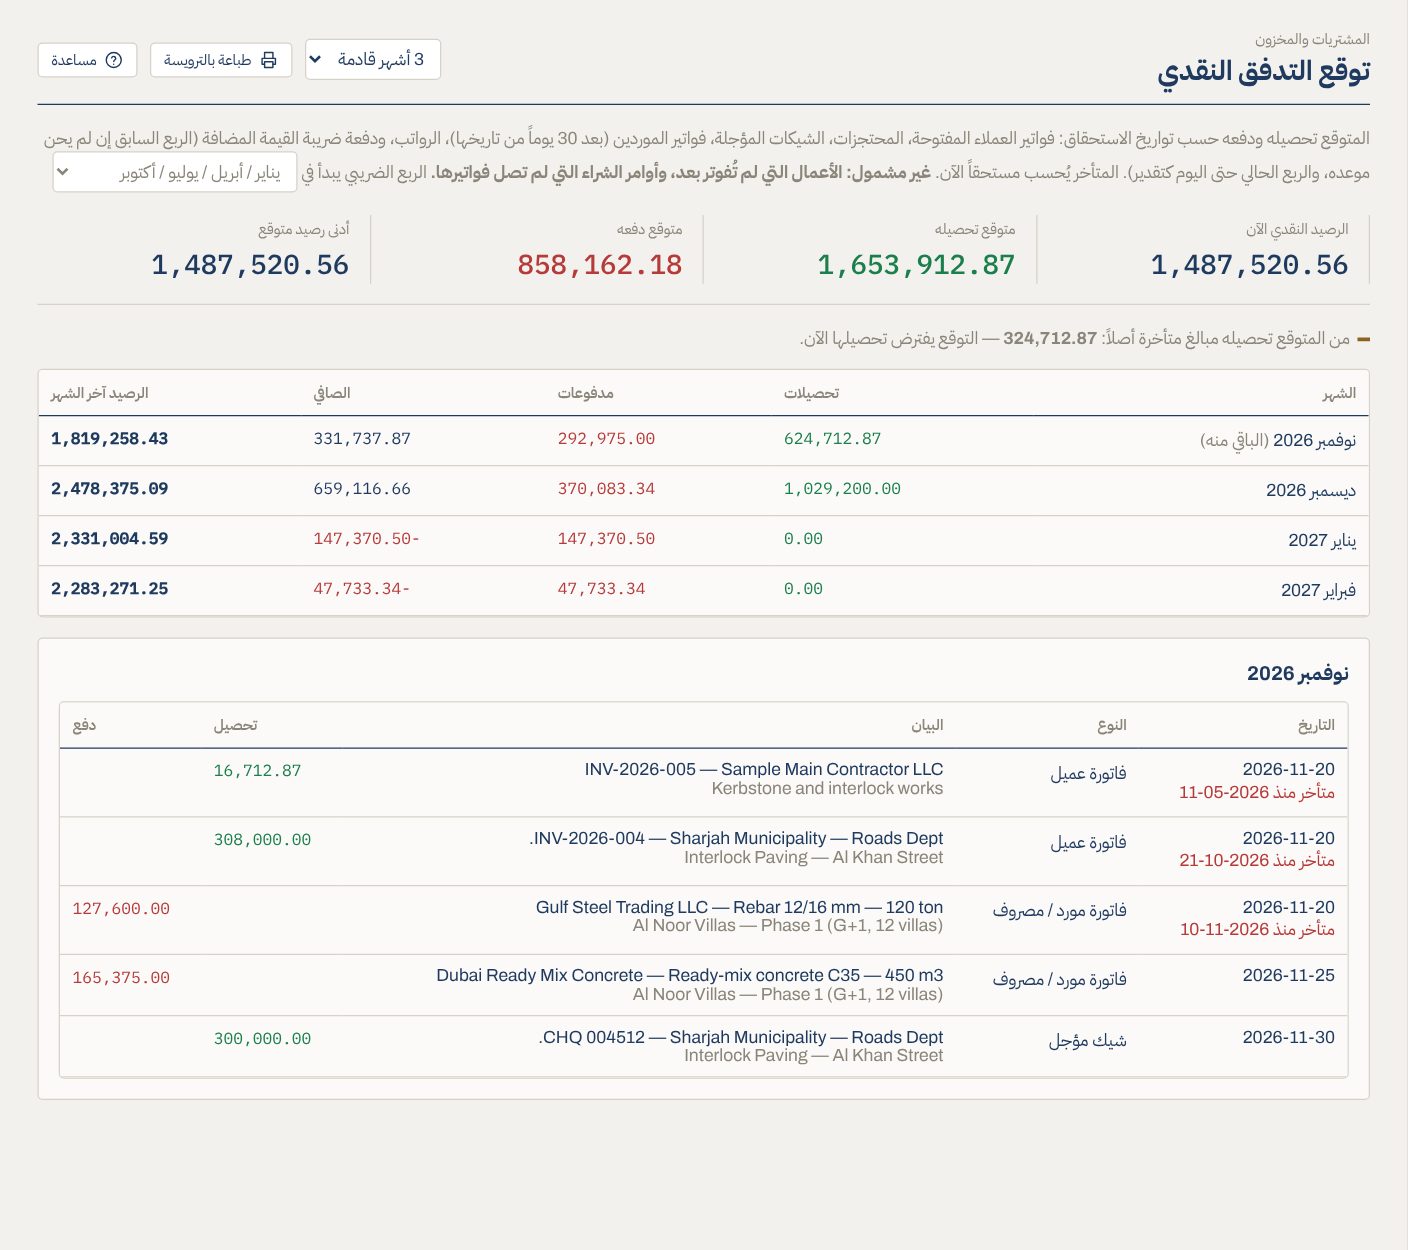 المشتريات والمخزون
توقع التدفق النقدي
3 أشهر قادمة
طباعة بالترويسة
مساعدة
المتوقع تحصيله ودفعه حسب تواريخ الاستحقاق: فواتير العملاء المفتوحة، المحتجزات، الشيكات المؤجلة، فواتير الموردين (بعد 30 يوماً من تاريخها)، الرواتب، ودفعة ضريبة القيمة المضافة (الربع السابق إن لم يحن
موعده، والربع الحالي حتى اليوم كتقدير). المتأخر يُحسب مستحقاً الآن. غير مشمول: الأعمال التي لم تُفوتر بعد، وأوامر الشراء التي لم تصل فواتيرها. الربع الضريبي يبدأ في يناير / أبريل / يوليو / أكتوبر
الرصيد النقدي الآن
1,487,520.56
متوقع تحصيله
1,653,912.87
متوقع دفعه
858,162.18
أدنى رصيد متوقع
1,487,520.56
من المتوقع تحصيله مبالغ متأخرة أصلاً: 324,712.87 — التوقع يفترض تحصيلها الآن.
الشهر تحصيلات مدفوعات الصافي الرصيد آخر الشهر
نوفمبر 2026 (الباقي منه) 624,712.87 292,975.00 331,737.87 1,819,258.43
ديسمبر 2026 1,029,200.00 370,083.34 659,116.66 2,478,375.09
يناير 2027 0.00 147,370.50 147,370.50- 2,331,004.59
فبراير 2027 0.00 47,733.34 47,733.34- 2,283,271.25
نوفمبر 2026
التاريخ النوع البيان تحصيل دفع
2026-11-20 فاتورة عميل INV-2026-005 — Sample Main Contractor LLC 16,712.87
متأخر منذ 2026-05-11 Kerbstone and interlock works
2026-11-20 فاتورة عميل .INV-2026-004 — Sharjah Municipality — Roads Dept 308,000.00
متأخر منذ 2026-10-21 Interlock Paving — Al Khan Street
2026-11-20 فاتورة مورد / مصروف Gulf Steel Trading LLC — Rebar 12/16 mm — 120 ton 127,600.00
متأخر منذ 2026-11-10 Al Noor Villas — Phase 1 (G+1, 12 villas)
2026-11-25 فاتورة مورد / مصروف Dubai Ready Mix Concrete — Ready-mix concrete C35 — 450 m3 165,375.00
Al Noor Villas — Phase 1 (G+1, 12 villas)
2026-11-30 شيك مؤجل .CHQ 004512 — Sharjah Municipality — Roads Dept 300,000.00
Interlock Paving — Al Khan Street